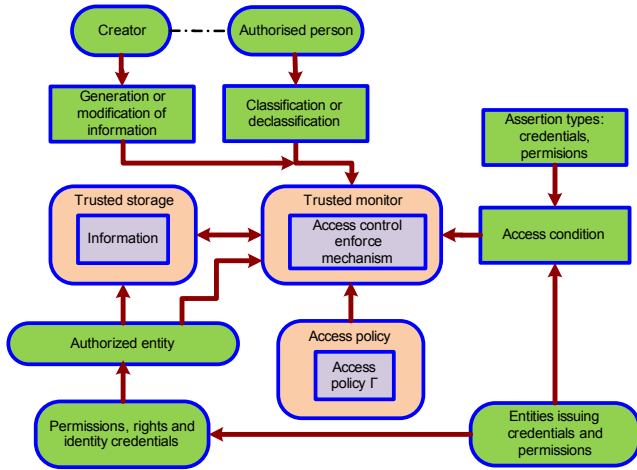 Creator
Authorised person
Generation or
modification of
information
Classification or
declassification
Assertion types:
credentials,
permisions
Trusted storage
Information
Trusted monitor
Access control
enforce
mechanism
Access condition
Authorized entity
Access policy
Access
policy Γ
Permissions, rights and
identity credentials
Entities issuing
credentials and
permissions